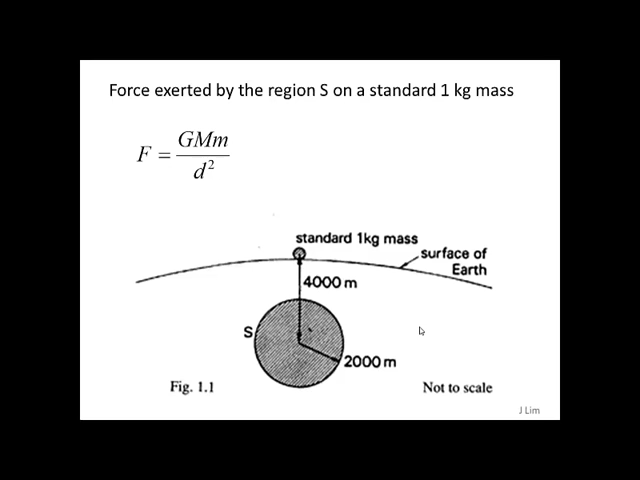 Force exerted by the region S on a standard 1 kg mass
F = GMm
d²
standard 1kg mass
surface of
Earth
4000 m
S
2000 m
Fig. 1.1
Not to scale
J Lim